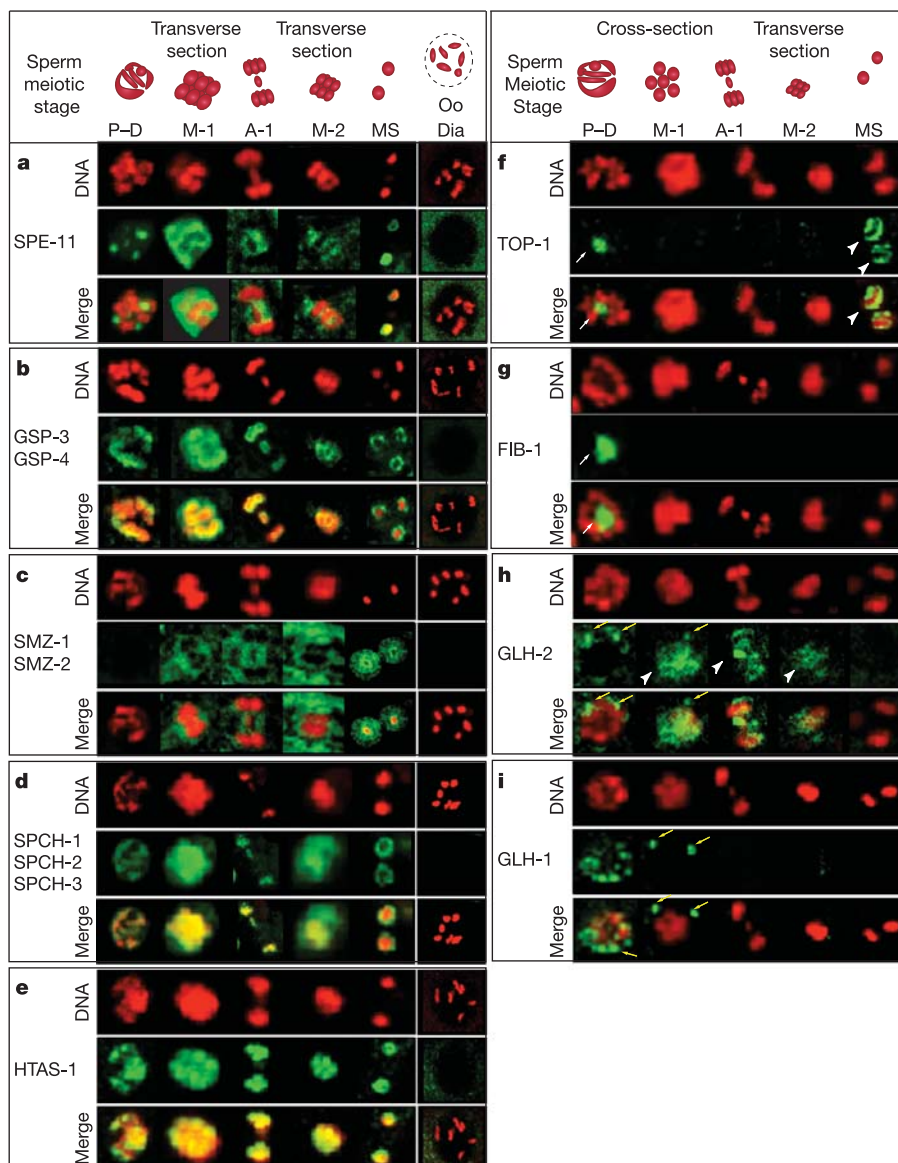 Transverse section
Transverse section
Sperm meiotic stage
Oo
P–D
M-1
A-1
M-2
MS
Dia
a
DNA
SPE-11
Merge
b
DNA
GSP-3
GSP-4
Merge
c
DNA
SMZ-1
SMZ-2
Merge
d
DNA
SPCH-1
SPCH-2
SPCH-3
Merge
e
DNA
HTAS-1
Merge
Cross-section
Transverse section
Sperm Meiotic Stage
P–D
M-1
A-1
M-2
MS
f
DNA
TOP-1
Merge
g
DNA
FIB-1
Merge
h
DNA
GLH-2
Merge
i
DNA
GLH-1
Merge